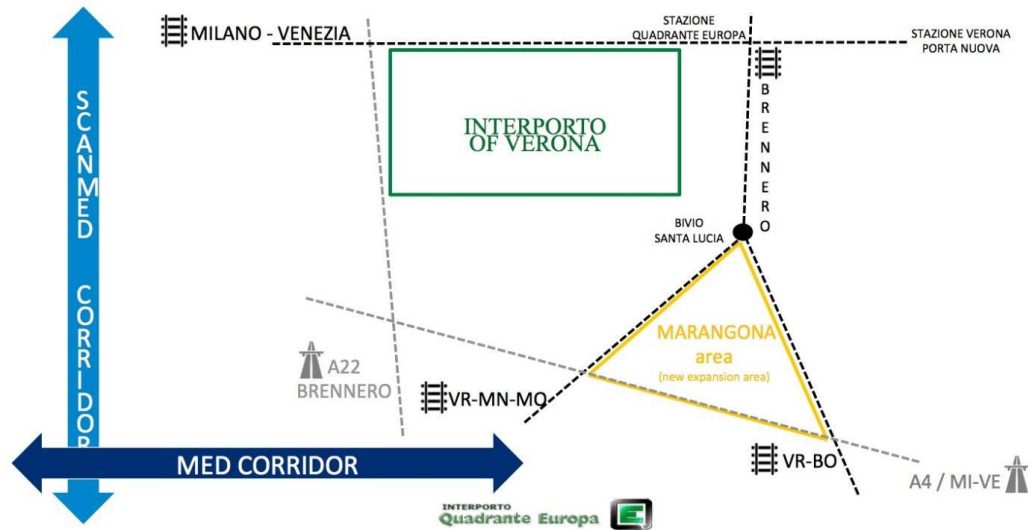 MILANO - VENEZIA
STAZIONE
QUADRANTE EUROPA
STAZIONE VERONA
PORTA NUOVA
BRENNERO
SCANMED CORRIDOR
INTERPORTO
OF VERONA
BIVIO
SANTA LUCIA
MARANGONA
area
(new expansion area)
A22
BRENNERO
VR-MN-MO
MED CORRIDOR
VR-BO
A4 / MI-VE
INTERPORTO
Quadrante Europa
E